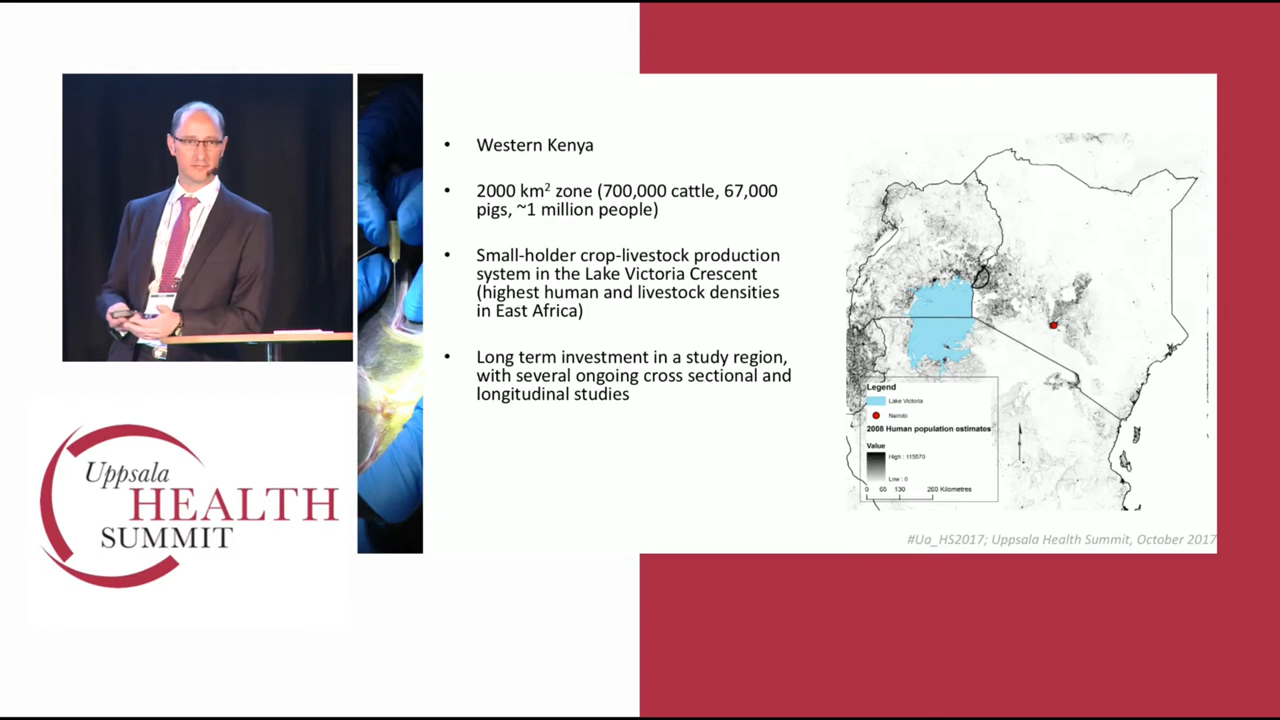 • Western Kenya
• 2000 km² zone (700,000 cattle, 67,000
pigs, ~1 million people)
• Small-holder crop-livestock production
system in the Lake Victoria Crescent
(highest human and livestock densities
in East Africa)
• Long term investment in a study region,
with several ongoing cross sectional and
longitudinal studies
Legend
Lake Victoria
Nairobi
2008 Human population estimates
Value
High : 115570
Low : 0
0 65 130 260 Kilometres
#Ua_HS2017; Uppsala Health Summit, October 2017
Uppsala
HEALTH
SUMMIT